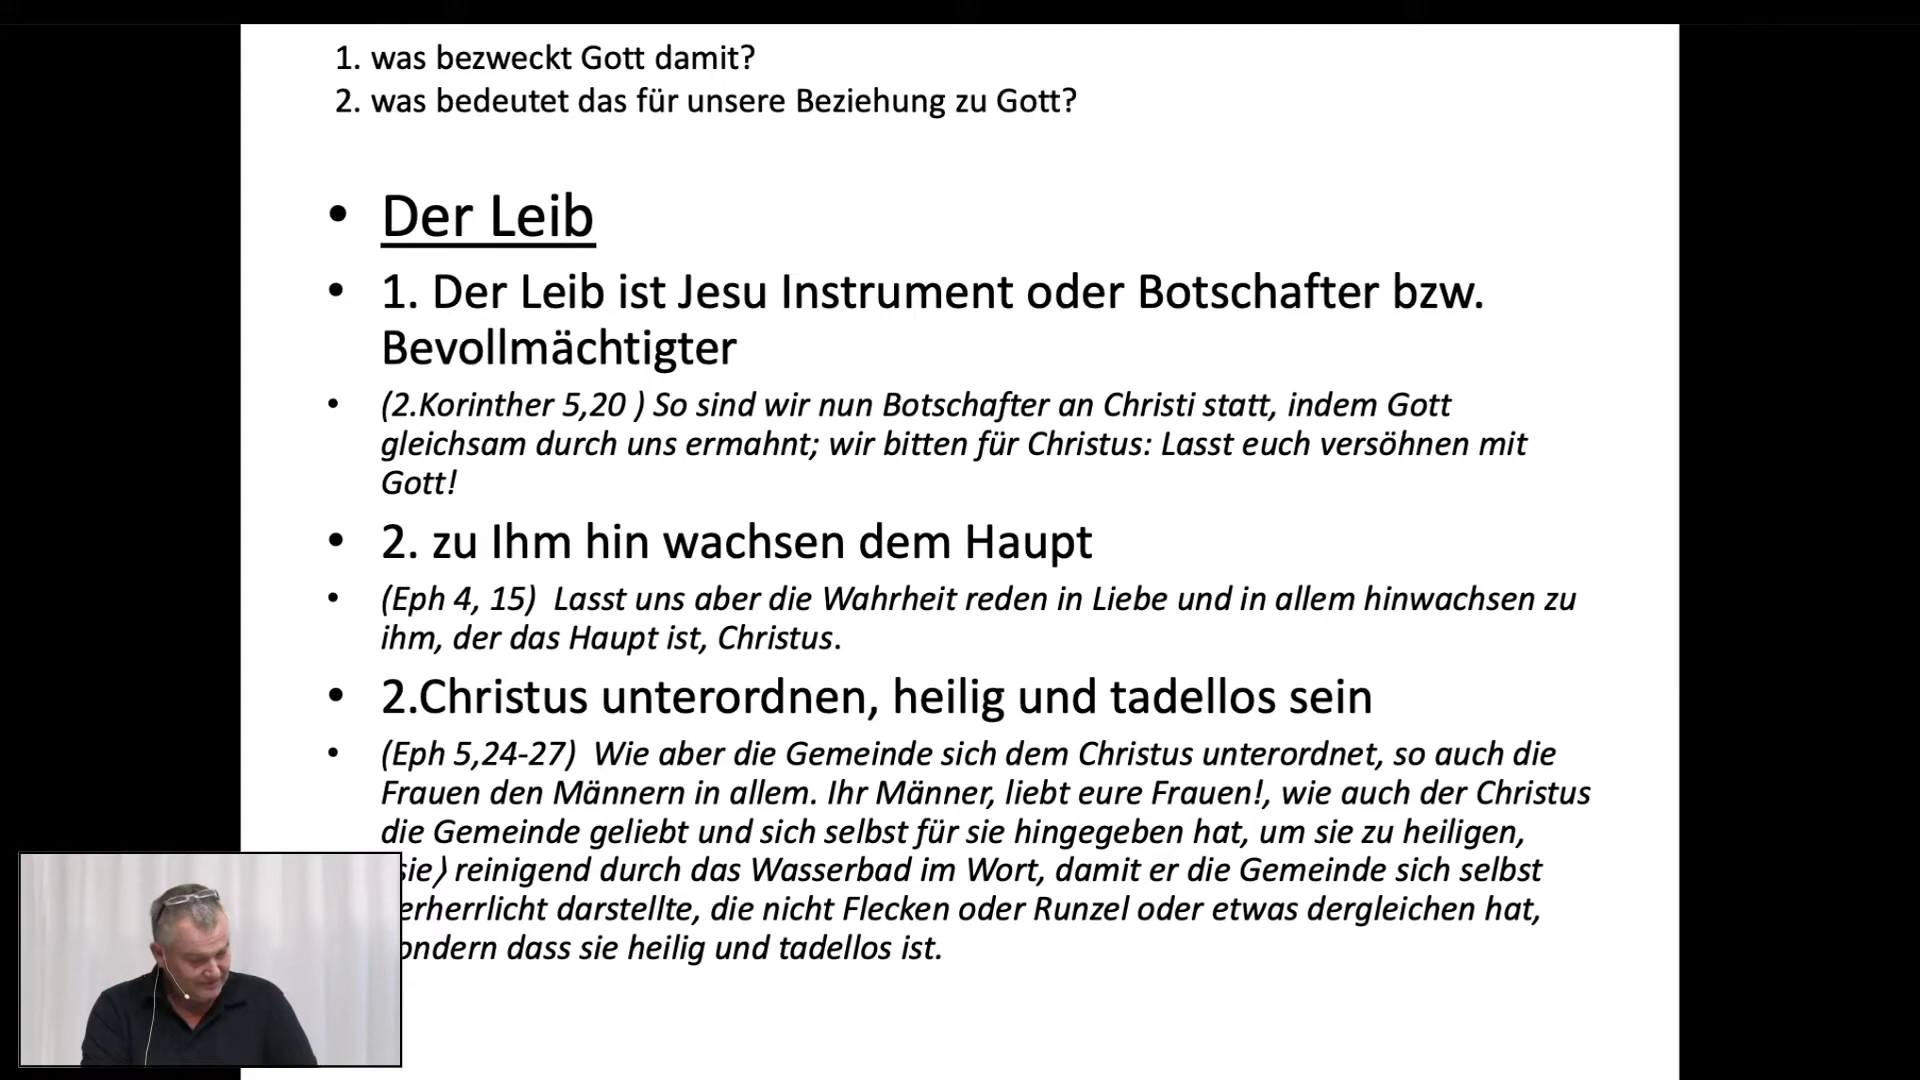 1. was bezweckt Gott damit?
2. was bedeutet das für unsere Beziehung zu Gott?
• Der Leib
• 1. Der Leib ist Jesu Instrument oder Botschafter bzw.
Bevollmächtigter
• (2.Korinther 5,20 ) So sind wir nun Botschafter an Christi statt, indem Gott
gleichsam durch uns ermahnt; wir bitten für Christus: Lasst euch versöhnen mit
Gott!
• 2. zu Ihm hin wachsen dem Haupt
• (Eph 4, 15)  Lasst uns aber die Wahrheit reden in Liebe und in allem hinwachsen zu
ihm, der das Haupt ist, Christus.
• 2.Christus unterordnen, heilig und tadellos sein
• (Eph 5,24-27)  Wie aber die Gemeinde sich dem Christus unterordnet, so auch die
Frauen den Männern in allem. Ihr Männer, liebt eure Frauen!, wie auch der Christus
die Gemeinde geliebt und sich selbst für sie hingegeben hat, um sie zu heiligen,
sie⟩ reinigend durch das Wasserbad im Wort, damit er die Gemeinde sich selbst
erherrlicht darstellte, die nicht Flecken oder Runzel oder etwas dergleichen hat,
ondern dass sie heilig und tadellos ist.